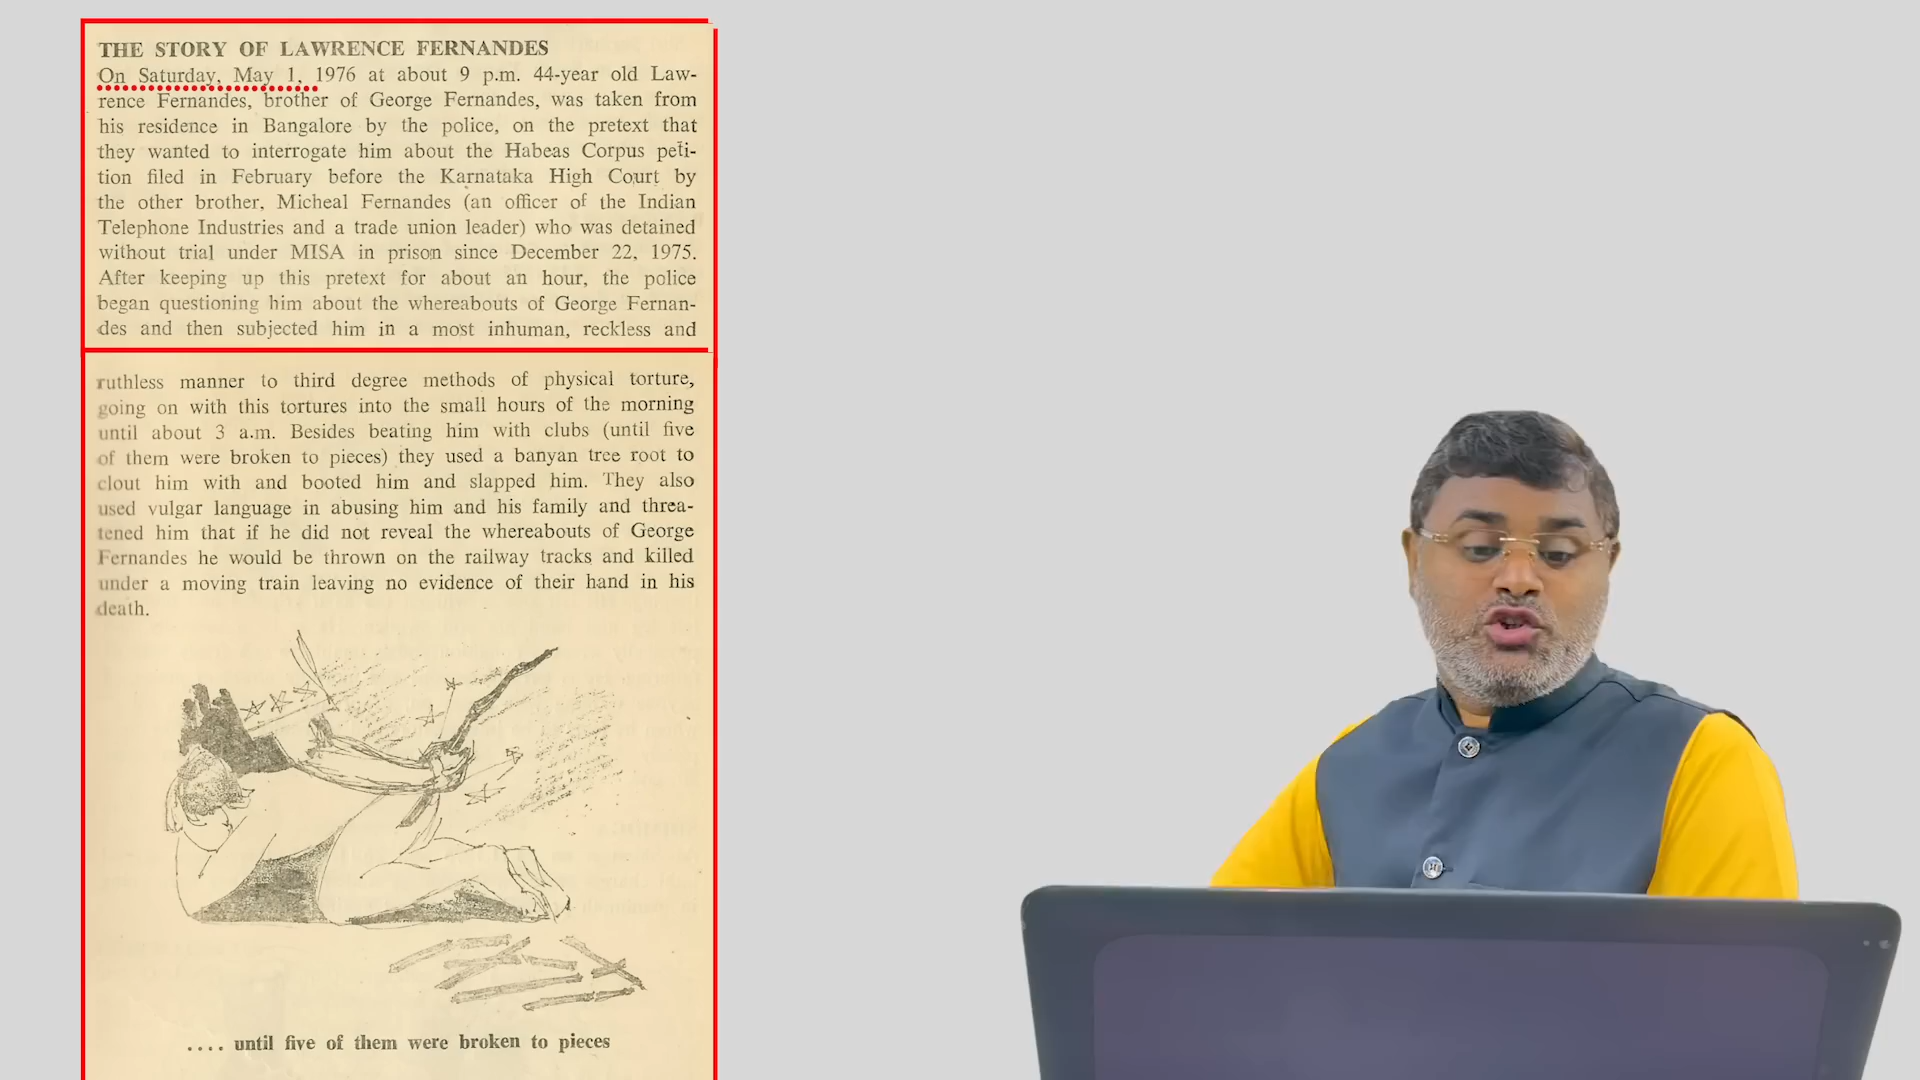 THE STORY OF LAWRENCE FERNANDES
On Saturday, May 1, 1976 at about 9 p.m. 44-year old Law-
rence Fernandes, brother of George Fernandes, was taken from
his residence in Bangalore by the police, on the pretext that
they wanted to interrogate him about the Habeas Corpus peti-
tion filed in February before the Karnataka High Court by
the other brother, Micheal Fernandes (an officer of the Indian
Telephone Industries and a trade union leader) who was detained
without trial under MISA in prison since December 22, 1975.
After keeping up this pretext for about an hour, the police
began questioning him about the whereabouts of George Fernan-
des and then subjected him in a most inhuman, reckless and
ruthless manner to third degree methods of physical torture,
going on with this tortures into the small hours of the morning
until about 3 a.m. Besides beating him with clubs (until five
of them were broken to pieces) they used a banyan tree root to
clout him with and booted him and slapped him. They also
used vulgar language in abusing him and his family and threa-
tened him that if he did not reveal the whereabouts of George
Fernandes he would be thrown on the railway tracks and killed
under a moving train leaving no evidence of their hand in his
death.
.... until five of them were broken to pieces